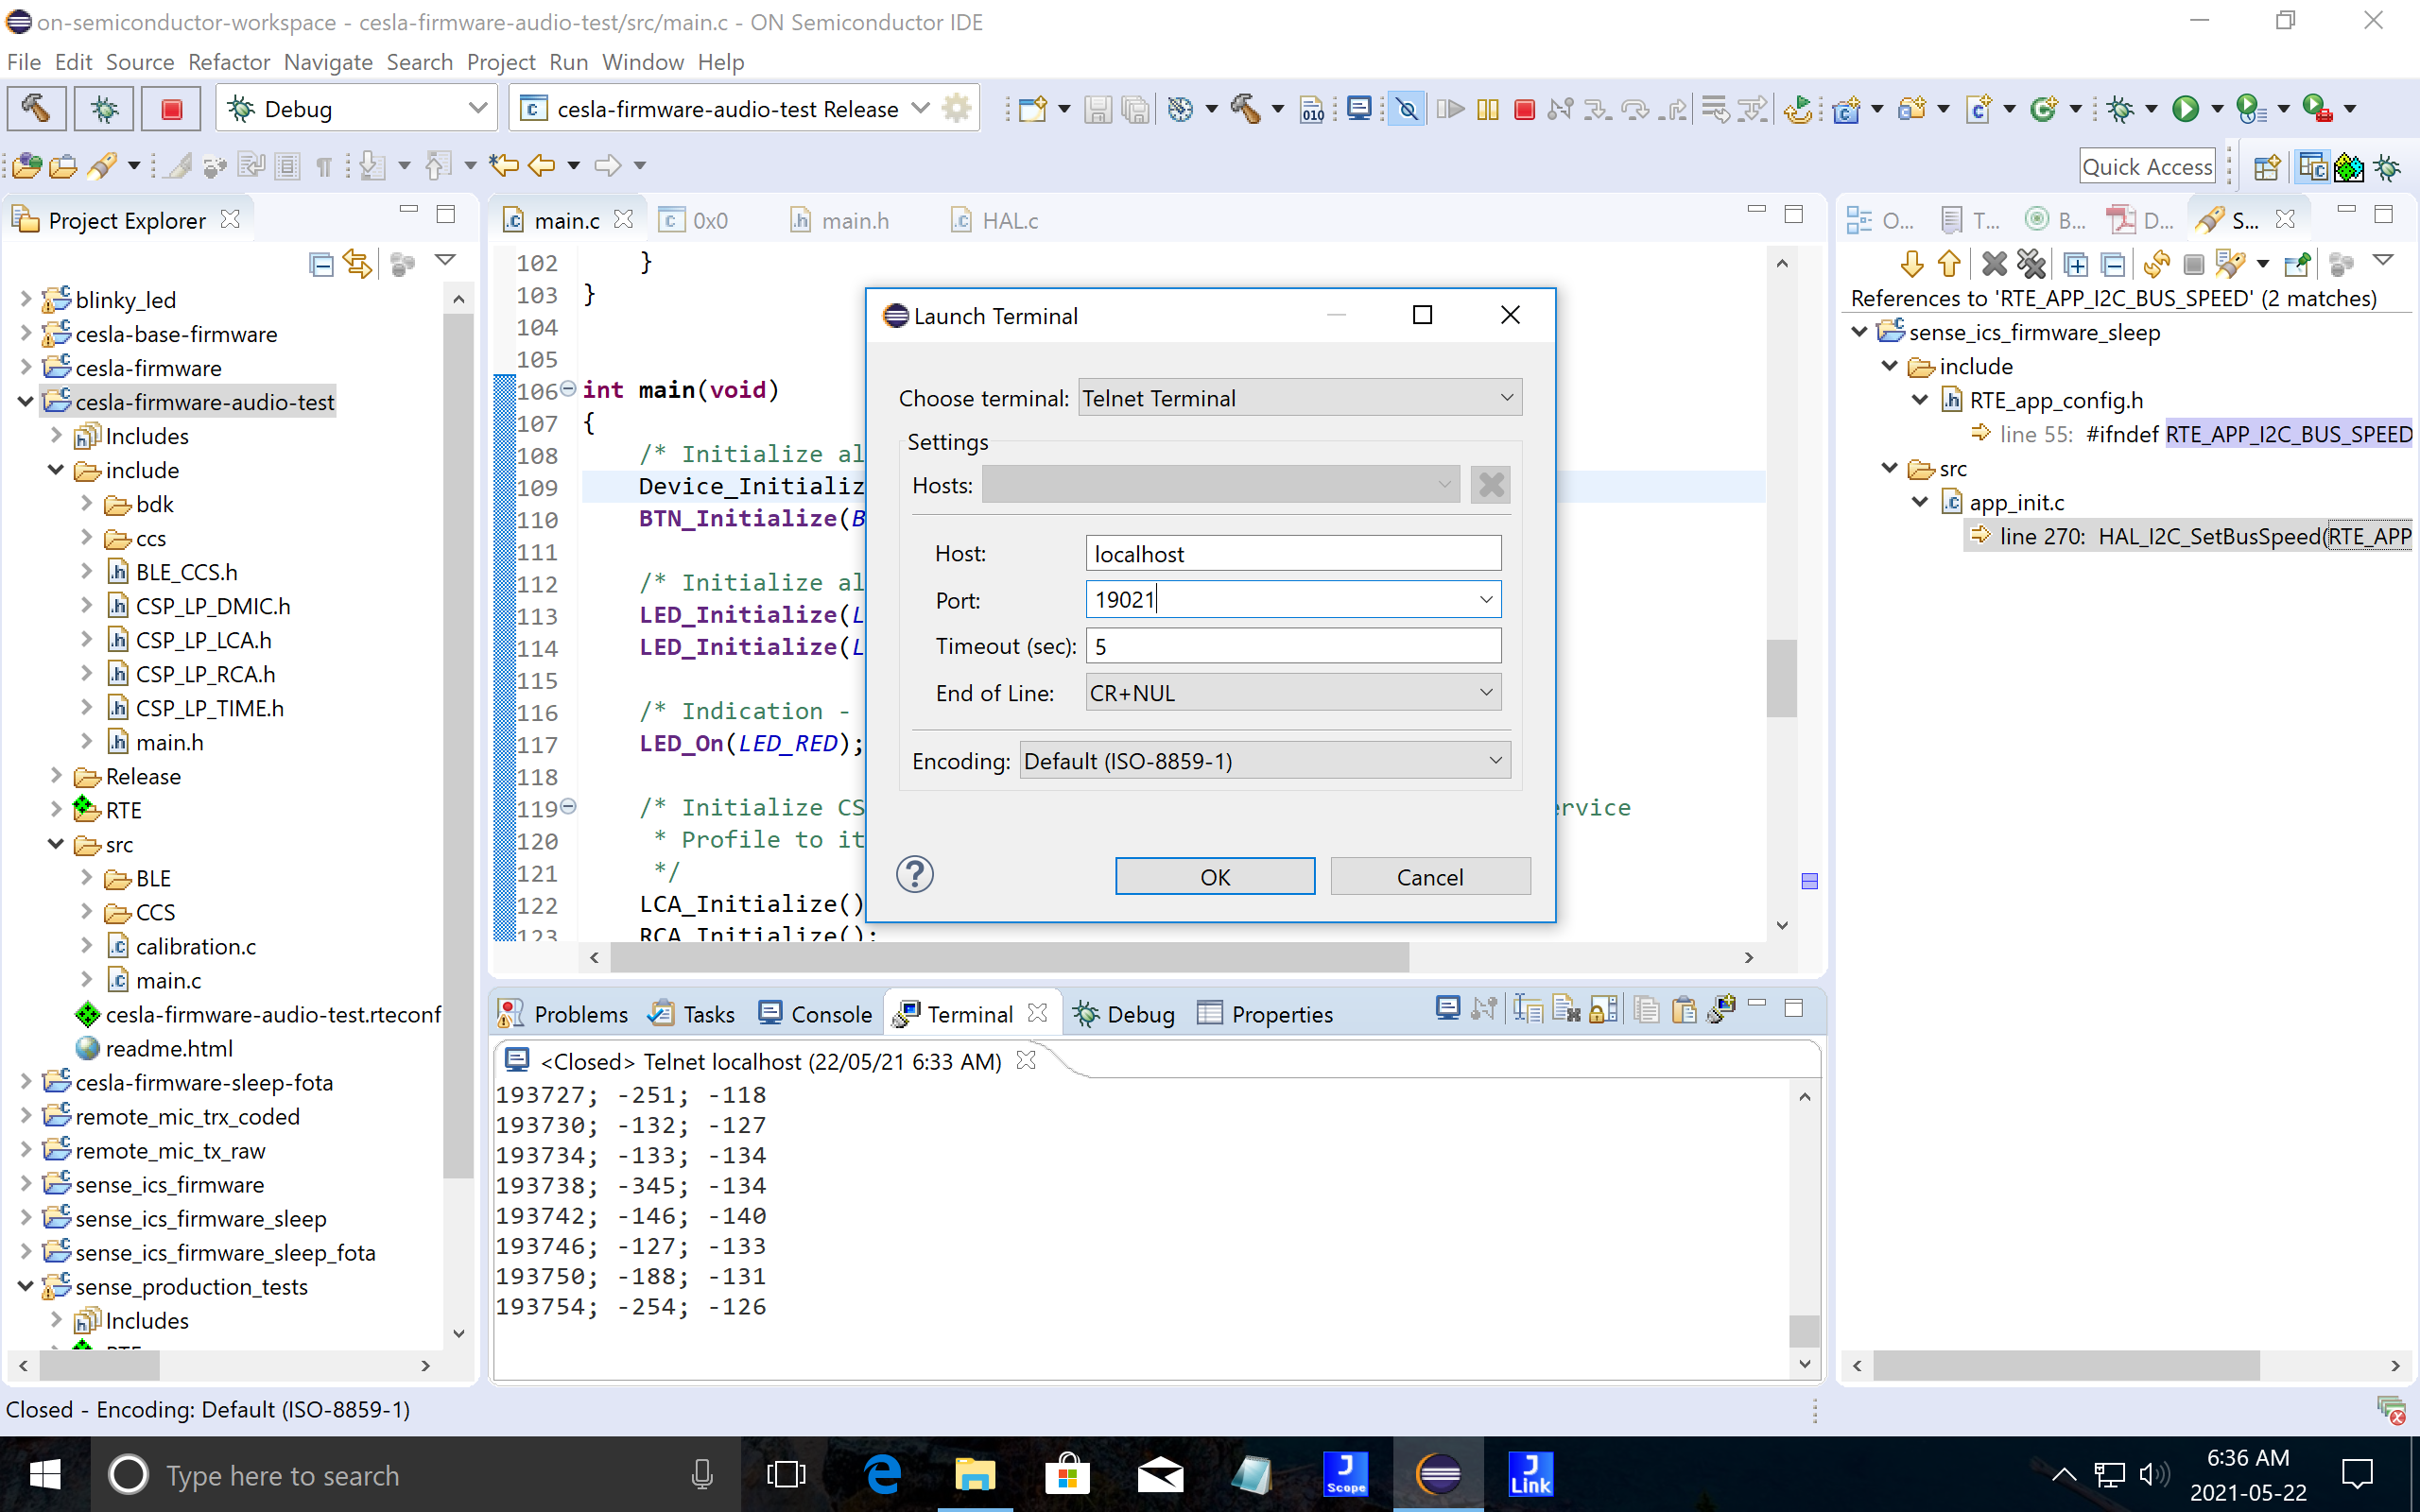 on-semiconductor-workspace - cesla-firmware-audio-test/src/main.c - ON Semiconductor IDE
File Edit Source Refactor Navigate Search Project Run Window Help
Debug
cesla-firmware-audio-test Release
010
Quick Access
Project Explorer
blinky_led
cesla-base-firmware
cesla-firmware
cesla-firmware-audio-test
Includes
include
bdk
ccs
BLE_CCS.h
CSP_LP_DMIC.h
CSP_LP_LCA.h
CSP_LP_RCA.h
CSP_LP_TIME.h
main.h
Release
RTE
src
BLE
CCS
calibration.c
main.c
cesla-firmware-audio-test.rteconf
readme.html
cesla-firmware-sleep-fota
remote_mic_trx_coded
remote_mic_tx_raw
sense_ics_firmware
sense_ics_firmware_sleep
sense_ics_firmware_sleep_fota
sense_production_tests
Includes
main.c
0x0
main.h
HAL.c
102 }
103 }
104
105
106 int main(void)
107 {
108 /* Initialize al
109 Device_Initializ
110 BTN_Initialize(B
111
112 /* Initialize al
113 LED_Initialize(L
114 LED_Initialize(L
115
116 /* Indication -
117 LED_On(LED_RED);
118
119 /* Initialize CS ervice
120 * Profile to it
121 */
122 LCA_Initialize()
123 RCA_Initialize();
Launch Terminal
Choose terminal: Telnet Terminal
Settings
Hosts:
Host: localhost
Port: 19021
Timeout (sec): 5
End of Line: CR+NUL
Encoding: Default (ISO-8859-1)
?
OK
Cancel
Problems
Tasks
Console
Terminal
Debug
Properties
<Closed> Telnet localhost (22/05/21 6:33 AM)
193727; -251; -118
193730; -132; -127
193734; -133; -134
193738; -345; -134
193742; -146; -140
193746; -127; -133
193750; -188; -131
193754; -254; -126
O...
T...
B...
D...
S...
References to 'RTE_APP_I2C_BUS_SPEED' (2 matches)
sense_ics_firmware_sleep
include
RTE_app_config.h
line 55: #ifndef RTE_APP_I2C_BUS_SPEED
src
app_init.c
line 270: HAL_I2C_SetBusSpeed(RTE_APP
Closed - Encoding: Default (ISO-8859-1)
Type here to search
J Scope
J Link
6:36 AM
2021-05-22